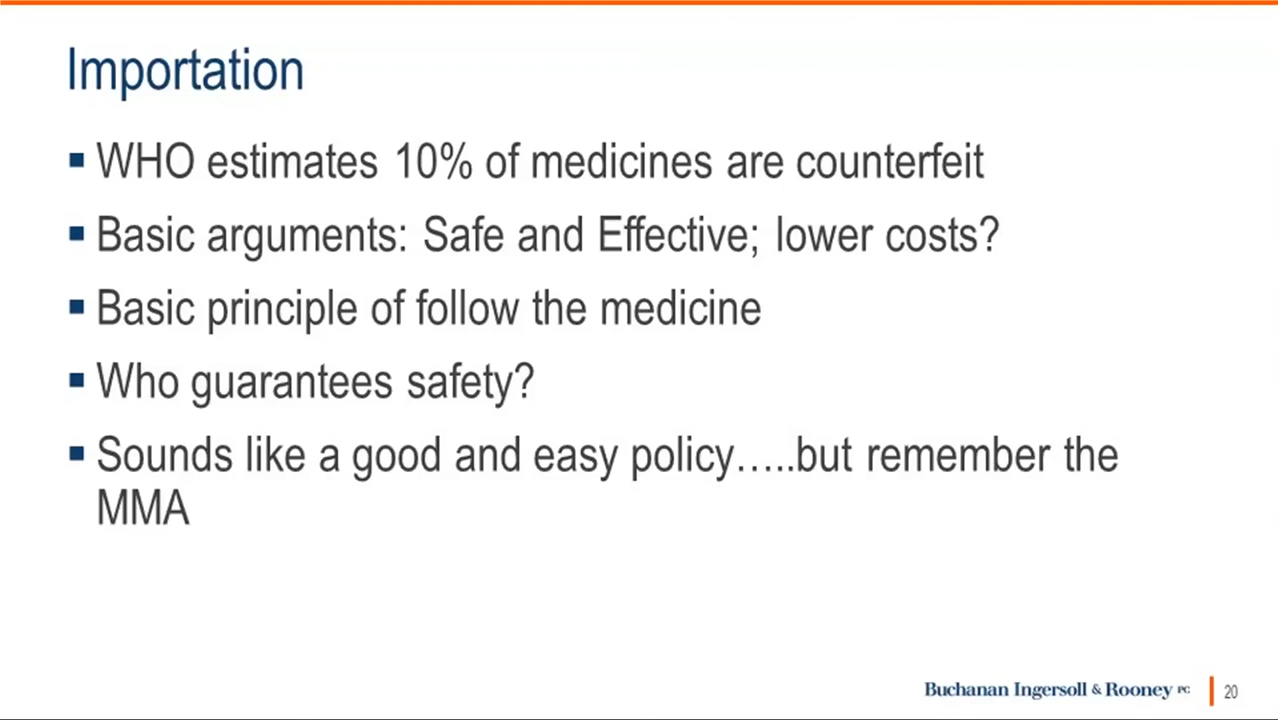 Importation
▪ WHO estimates 10% of medicines are counterfeit
▪ Basic arguments: Safe and Effective; lower costs?
▪ Basic principle of follow the medicine
▪ Who guarantees safety?
▪ Sounds like a good and easy policy…..but remember the
MMA
Buchanan Ingersoll & Rooney PC
20